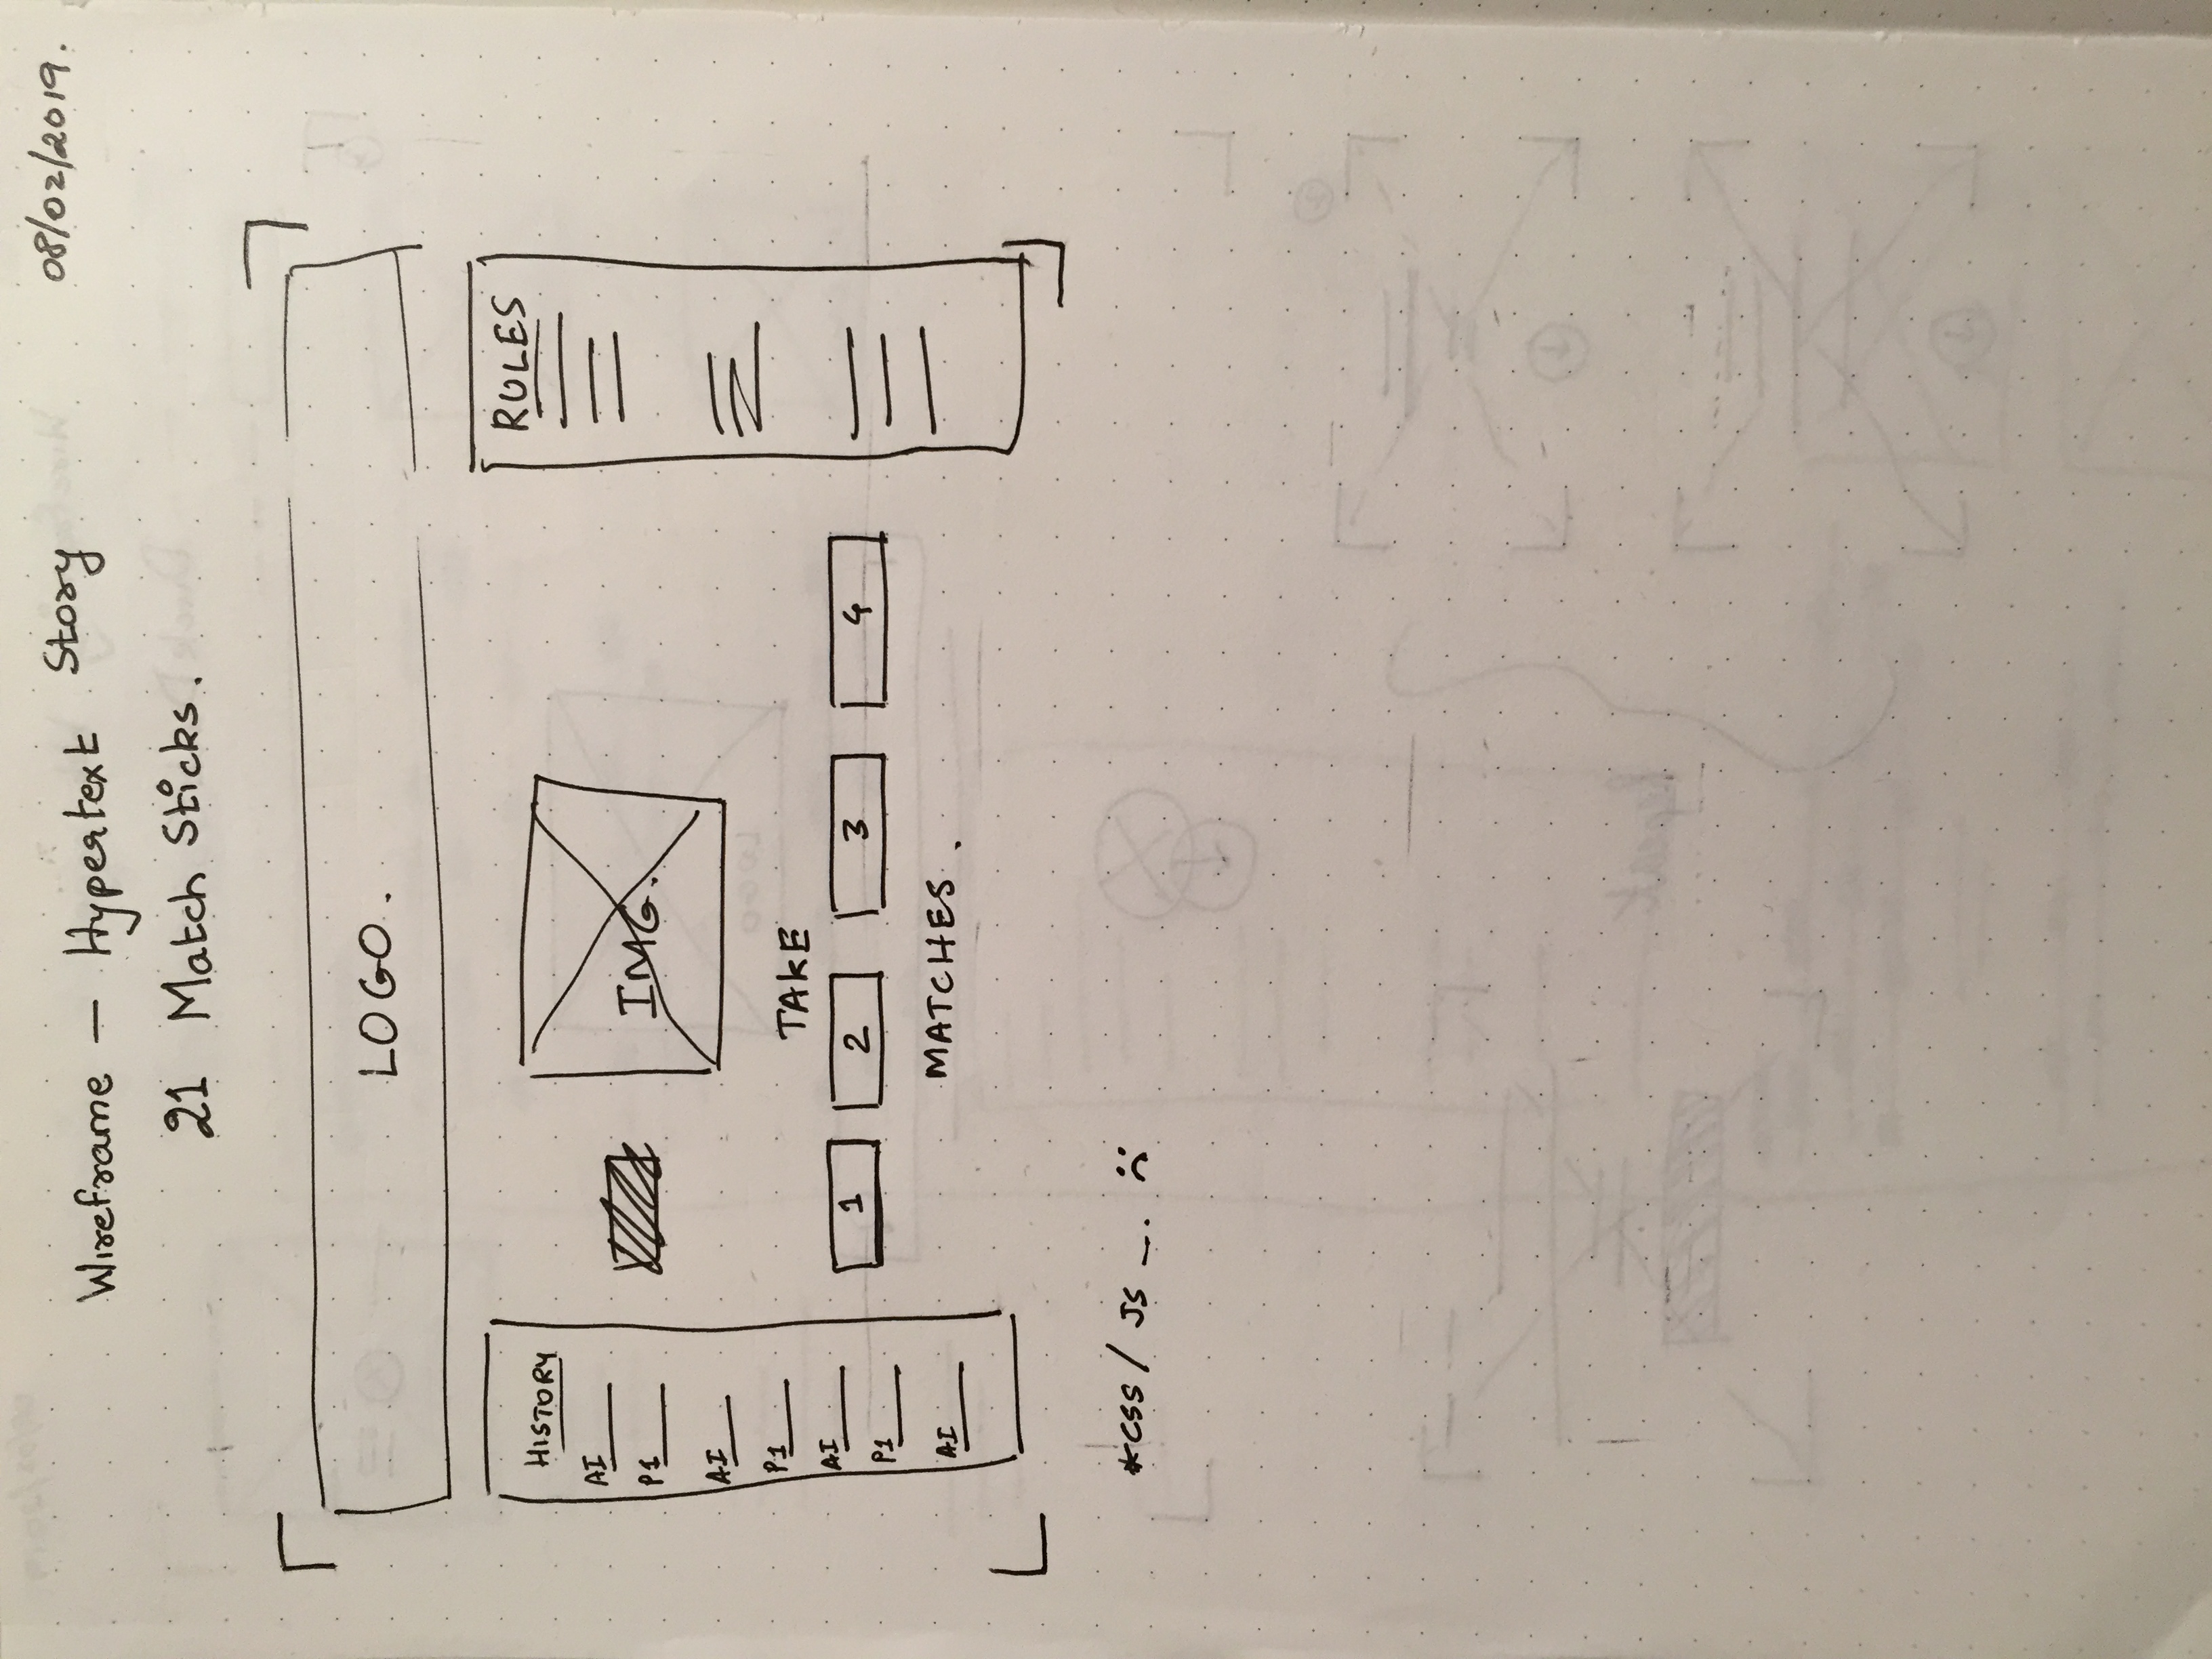 08/02/2019.
Wireframe — Hypertext Story
21 Match Sticks.
LOGO.
HISTORY
AI
P1
AI
P1
AI
P1
AI
IMG.
TAKE
1 2 3 4
MATCHES.
RULES
*CSS / JS _. ☹